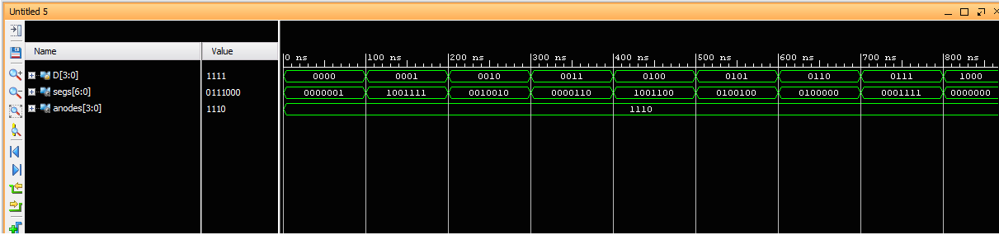 Untitled 5
Name Value
0 ns 100 ns 200 ns 300 ns 400 ns 500 ns 600 ns 700 ns 800 ns
D[3:0] 1111 0000 0001 0010 0011 0100 0101 0110 0111 1000
segs[6:0] 0111000 0000001 1001111 0010010 0000110 1001100 0100100 0100000 0001111 0000000
anodes[3:0] 1110 1110